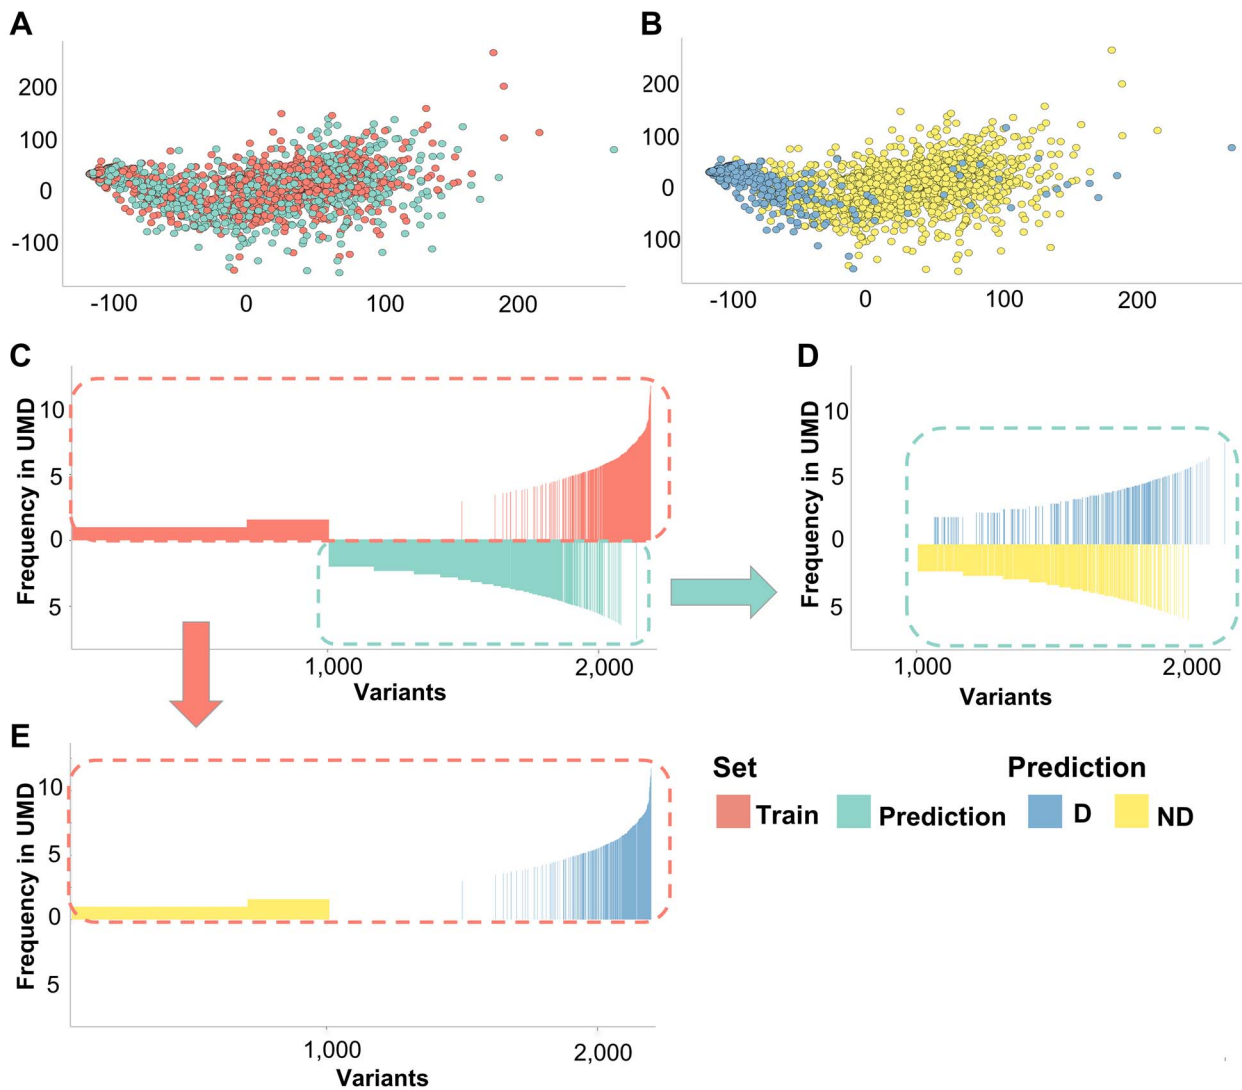 A
200
100
0
-100
-100 0 100 200
B
200
100
0
100
-100 0 100 200
C
Frequency in UMD
10
5
0
5
1,000 2,000
Variants
D
Frequency in UMD
10
5
0
5
1,000 2,000
Variants
E
Frequency in UMD
10
5
0
5
1,000 2,000
Variants
Set
Train Prediction
Prediction
D ND